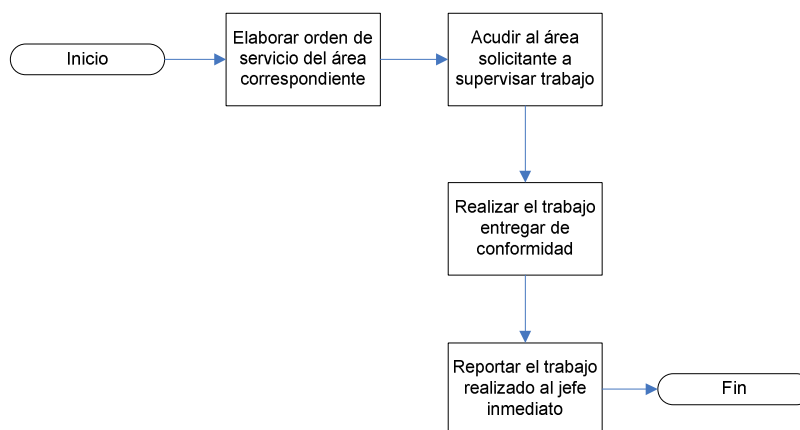 Inicio
Elaborar orden de
servicio del área
correspondiente
Acudir al área
solicitante a
supervisar trabajo
Realizar el trabajo
entregar de
conformidad
Reportar el trabajo
realizado al jefe
inmediato
Fin